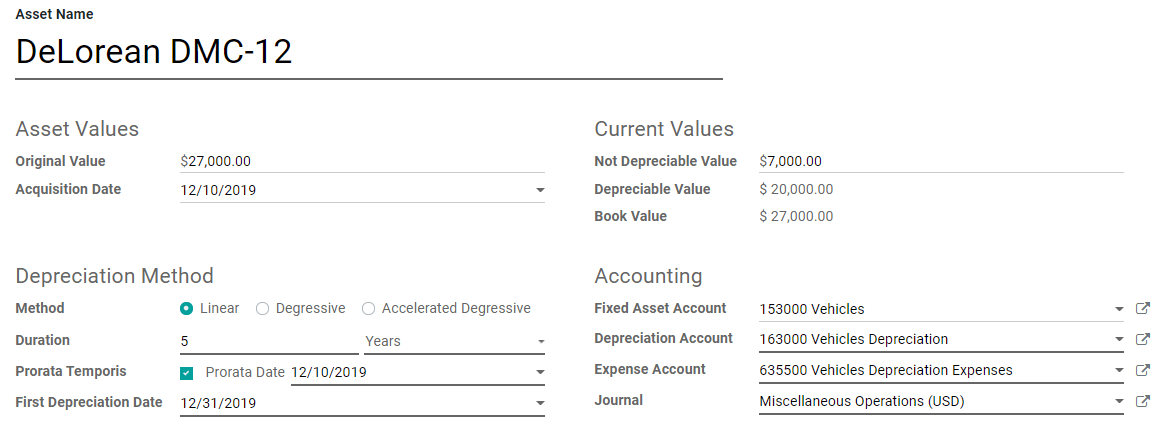 Asset Name
DeLorean DMC-12
Asset Values
Original Value $27,000.00
Acquisition Date 12/10/2019
Current Values
Not Depreciable Value $7,000.00
Depreciable Value $ 20,000.00
Book Value $ 27,000.00
Depreciation Method
Method Linear Degressive Accelerated Degressive
Duration 5 Years
Prorata Temporis Prorata Date 12/10/2019
First Depreciation Date 12/31/2019
Accounting
Fixed Asset Account 153000 Vehicles
Depreciation Account 163000 Vehicles Depreciation
Expense Account 635500 Vehicles Depreciation Expenses
Journal Miscellaneous Operations (USD)